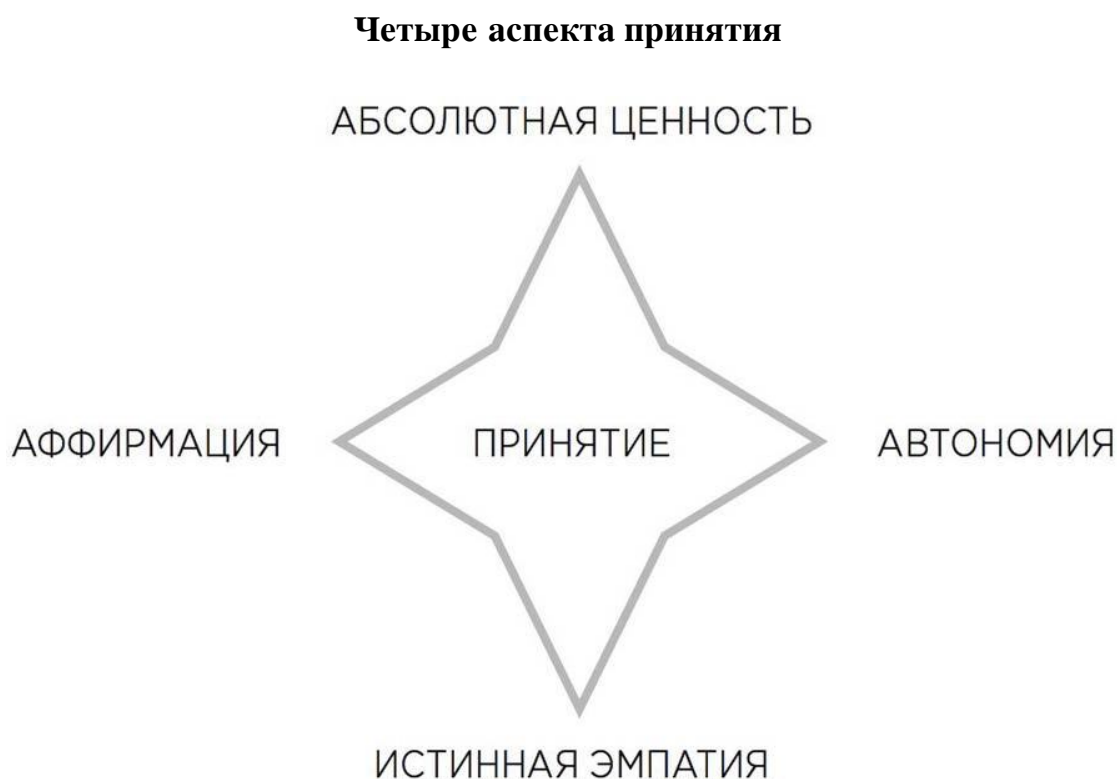 Четыре аспекта принятия
АБСОЛЮТНАЯ ЦЕННОСТЬ
АФФИРМАЦИЯ
ПРИНЯТИЕ
АВТОНОМИЯ
ИСТИННАЯ ЭМПАТИЯ